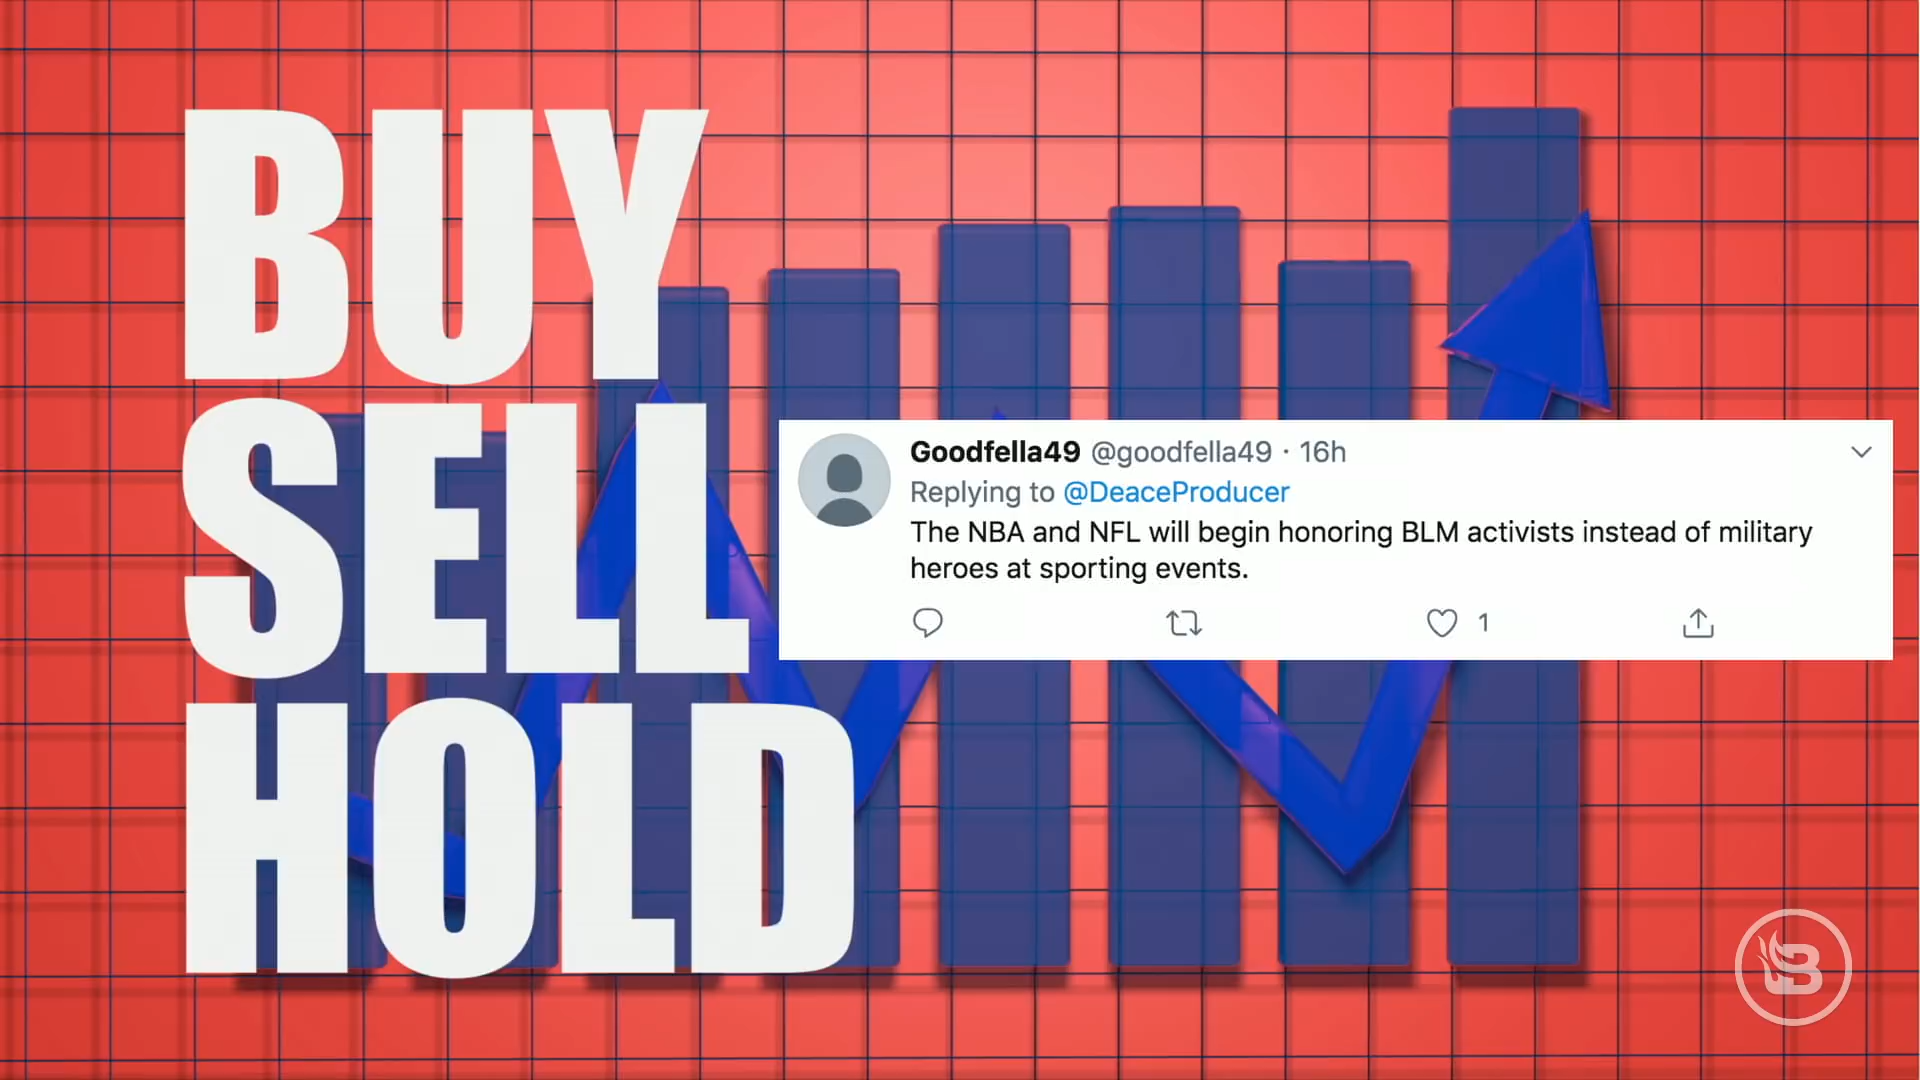 BUY
SELL
HOLD
Goodfella49 @goodfella49 · 16h
Replying to @DeaceProducer
The NBA and NFL will begin honoring BLM activists instead of military
heroes at sporting events.
1
B